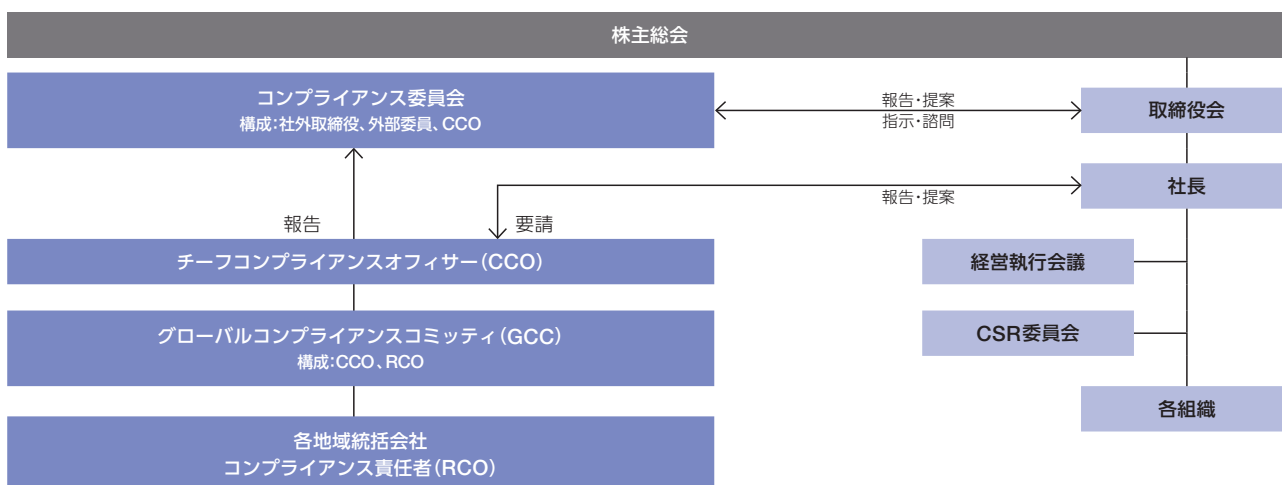 株主総会
コンプライアンス委員会
構成:社外取締役、外部委員、CCO
報告・提案
指示・諮問
取締役会
社長
報告・提案
報告
要請
チーフコンプライアンスオフィサー(CCO)
経営執行会議
グローバルコンプライアンスコミッティ(GCC)
構成:CCO、RCO
CSR委員会
各組織
各地域統括会社
コンプライアンス責任者(RCO)